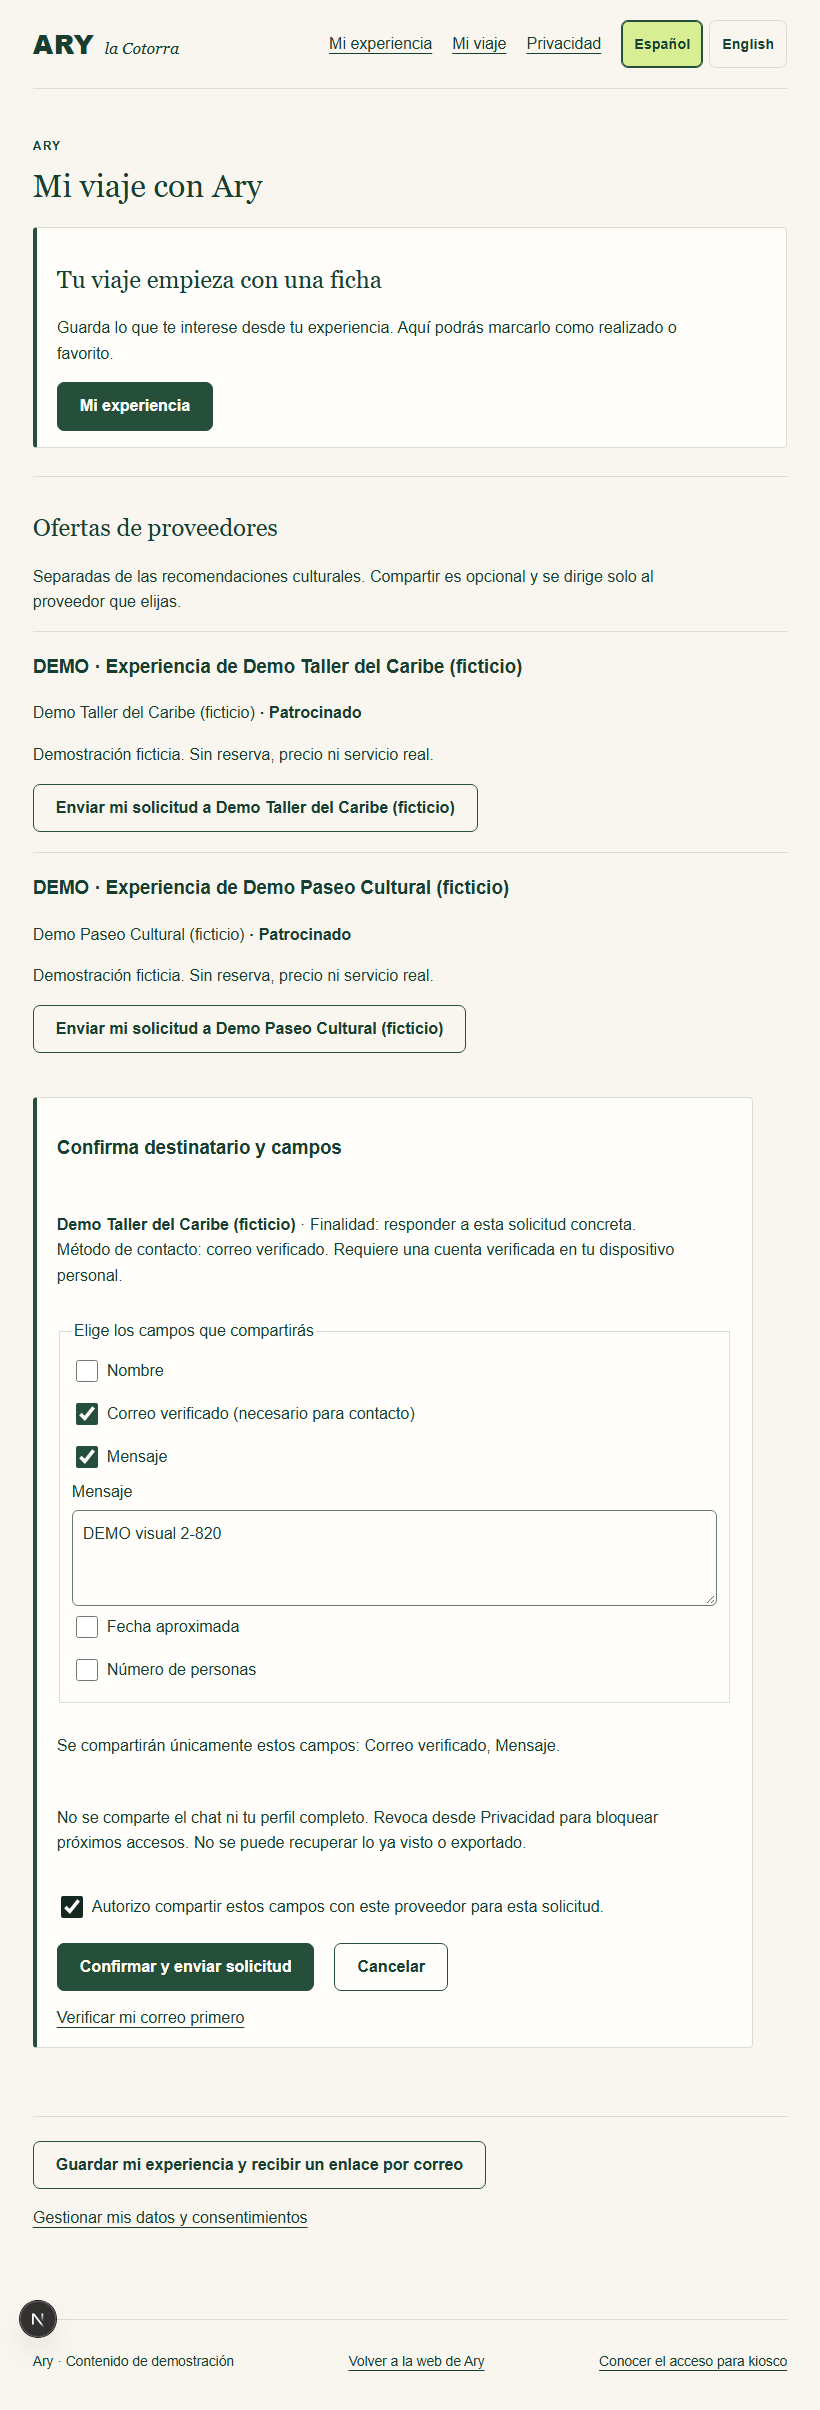 ARY la Cotorra
Mi experiencia Mi viaje Privacidad Español English
ARY
Mi viaje con Ary
Tu viaje empieza con una ficha
Guarda lo que te interese desde tu experiencia. Aquí podrás marcarlo como realizado o
favorito.
Mi experiencia
Ofertas de proveedores
Separadas de las recomendaciones culturales. Compartir es opcional y se dirige solo al
proveedor que elijas.
DEMO · Experiencia de Demo Taller del Caribe (ficticio)
Demo Taller del Caribe (ficticio) · Patrocinado
Demostración ficticia. Sin reserva, precio ni servicio real.
Enviar mi solicitud a Demo Taller del Caribe (ficticio)
DEMO · Experiencia de Demo Paseo Cultural (ficticio)
Demo Paseo Cultural (ficticio) · Patrocinado
Demostración ficticia. Sin reserva, precio ni servicio real.
Enviar mi solicitud a Demo Paseo Cultural (ficticio)
Confirma destinatario y campos
Demo Taller del Caribe (ficticio) · Finalidad: responder a esta solicitud concreta.
Método de contacto: correo verificado. Requiere una cuenta verificada en tu dispositivo
personal.
Elige los campos que compartirás
Nombre
Correo verificado (necesario para contacto)
Mensaje
Mensaje
DEMO visual 2-820
Fecha aproximada
Número de personas
Se compartirán únicamente estos campos: Correo verificado, Mensaje.
No se comparte el chat ni tu perfil completo. Revoca desde Privacidad para bloquear
próximos accesos. No se puede recuperar lo ya visto o exportado.
Autorizo compartir estos campos con este proveedor para esta solicitud.
Confirmar y enviar solicitud Cancelar
Verificar mi correo primero
Guardar mi experiencia y recibir un enlace por correo
Gestionar mis datos y consentimientos
N
Ary · Contenido de demostración Volver a la web de Ary Conocer el acceso para kiosco